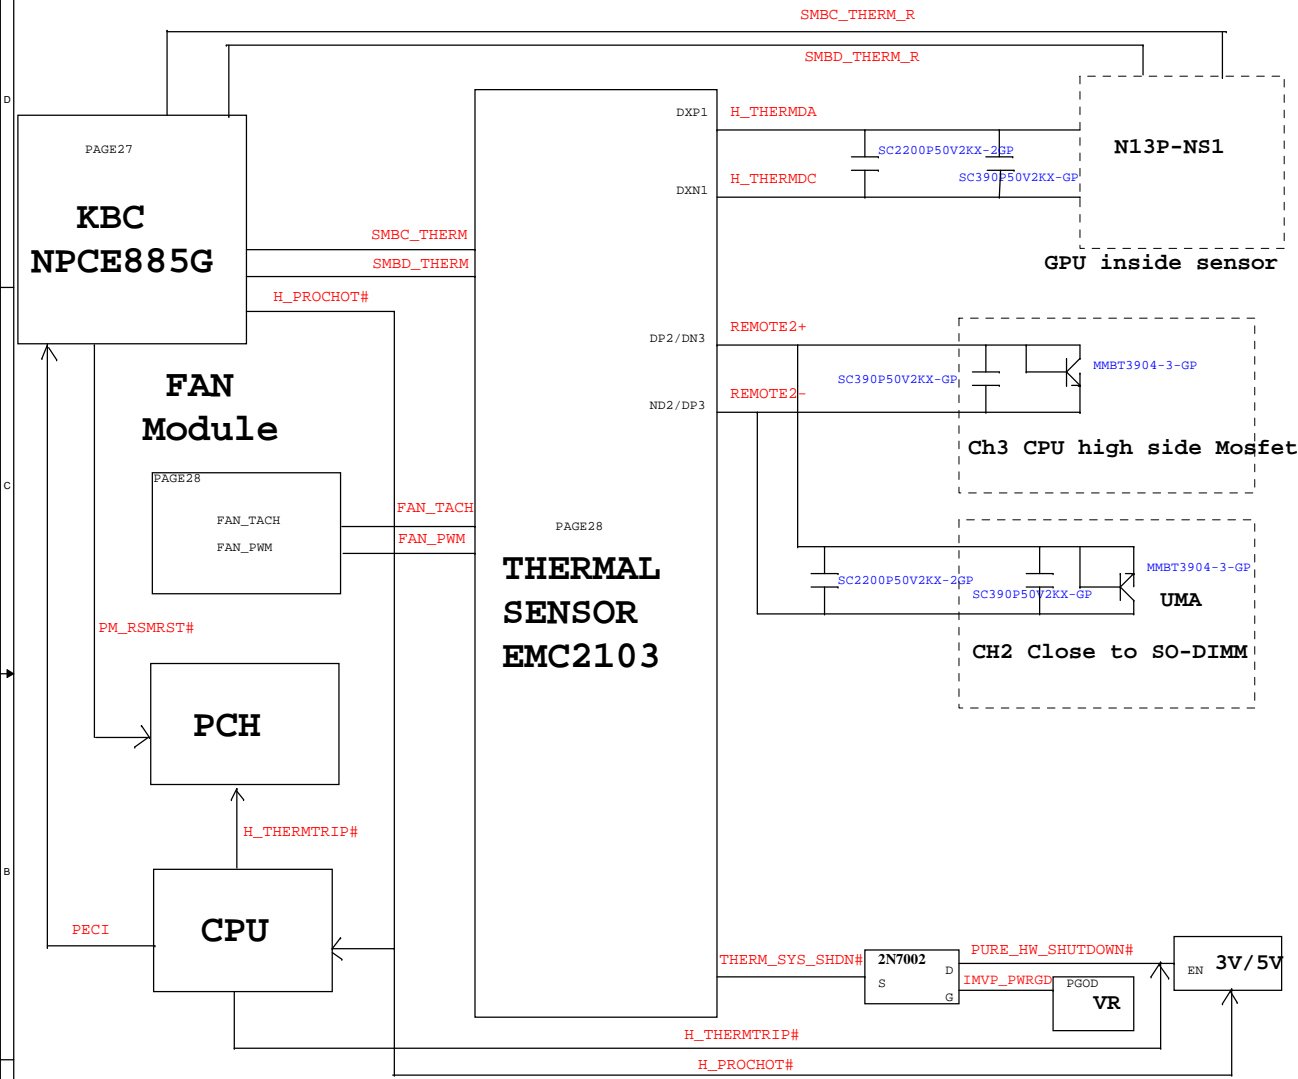 SMBC_THERM_R
SMBD_THERM_R
D
PAGE27
KBC
NPCE885G
DXP1
H_THERMDA
SC2200P50V2KX-2GP
SC390P50V2KX-GP
N13P-NS1
DXN1
H_THERMDC
GPU inside sensor
SMBC_THERM
SMBD_THERM
H_PROCHOT#
REMOTE2+
DP2/DN3
SC390P50V2KX-GP
MMBT3904-3-GP
REMOTE2-
ND2/DP3
Ch3 CPU high side Mosfet
FAN
Module
C
PAGE28
FAN_TACH
FAN_PWM
FAN_TACH
FAN_PWM
PAGE28
THERMAL
SENSOR
EMC2103
SC2200P50V2KX-2GP
SC390P50V2KX-GP
MMBT3904-3-GP
UMA
CH2 Close to SO-DIMM
PM_RSMRST#
PCH
H_THERMTRIP#
B
CPU
PECI
THERM_SYS_SHDN#
2N7002
D
S
G
PURE_HW_SHUTDOWN#
IMVP_PWRGD
PGOD
VR
EN
3V/5V
H_THERMTRIP#
H_PROCHOT#